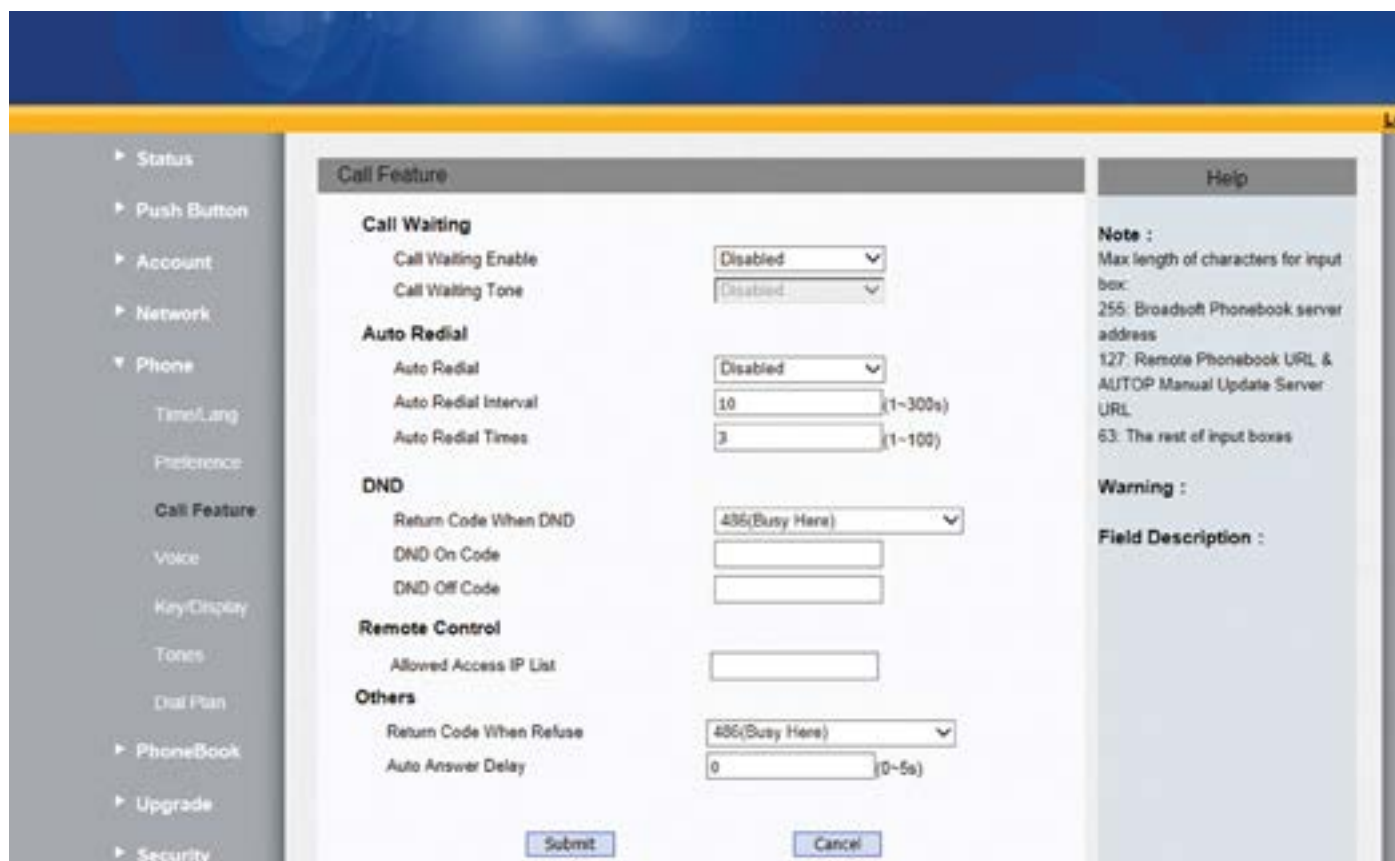 Status
Push Button
Account
Network
Phone
Time/Lang
Preference
Call Feature
Voice
Key/Display
Tones
Dial Plan
PhoneBook
Upgrade
Security
Call Feature
Call Waiting
Call Waiting Enable Disabled
Call Waiting Tone Disabled
Auto Redial
Auto Redial Disabled
Auto Redial Interval 10 (1~300s)
Auto Redial Times 3 (1~100)
DND
Return Code When DND 486(Busy Here)
DND On Code
DND Off Code
Remote Control
Allowed Access IP List
Others
Return Code When Refuse 486(Busy Here)
Auto Answer Delay 0 (0~5s)
Submit Cancel
Help
Note :
Max length of characters for input
box:
255: Broadsoft Phonebook server
address
127: Remote Phonebook URL &
AUTOP Manual Update Server
URL
63: The rest of input boxes
Warning :
Field Description :